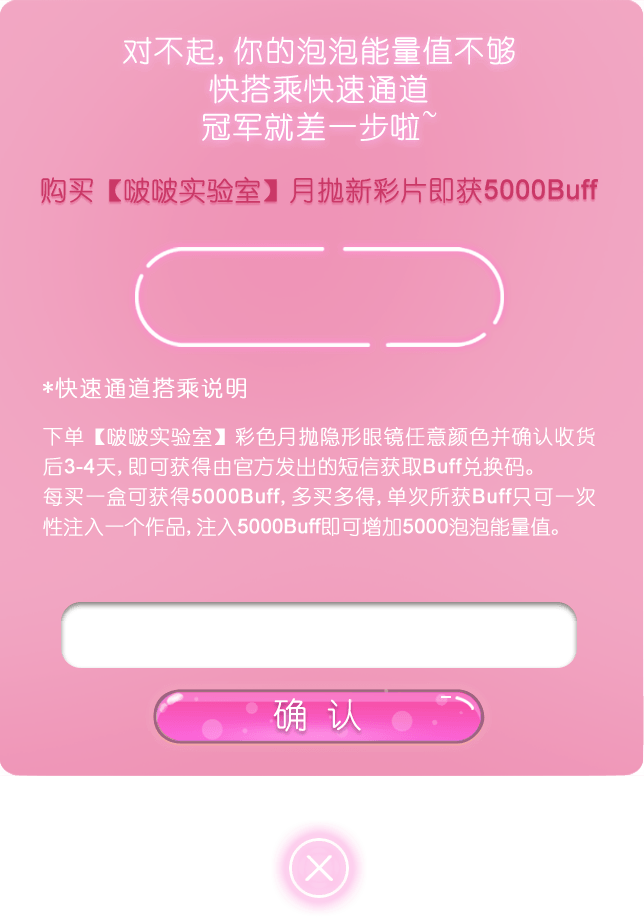 对不起,你的泡泡能量值不够
快搭乘快速通道
冠军就差一步啦~
购买【啵啵实验室】月抛新彩片即获5000Buff
*快速通道搭乘说明
下单【啵啵实验室】彩色月抛隐形眼镜任意颜色并确认收货
后3-4天,即可获得由官方发出的短信获取Buff兑换码。
每买一盒可获得5000Buff,多买多得,单次所获Buff只可一次
性注入一个作品,注入5000Buff即可增加5000泡泡能量值。
确 认